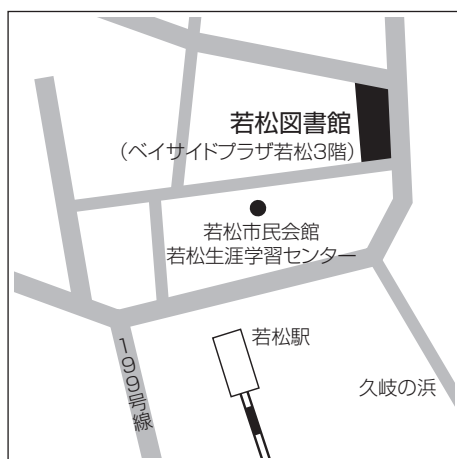 若松図書館
(ベイサイドプラザ若松3階)
若松市民会館
若松生涯学習センター
若松駅
199号線
久岐の浜